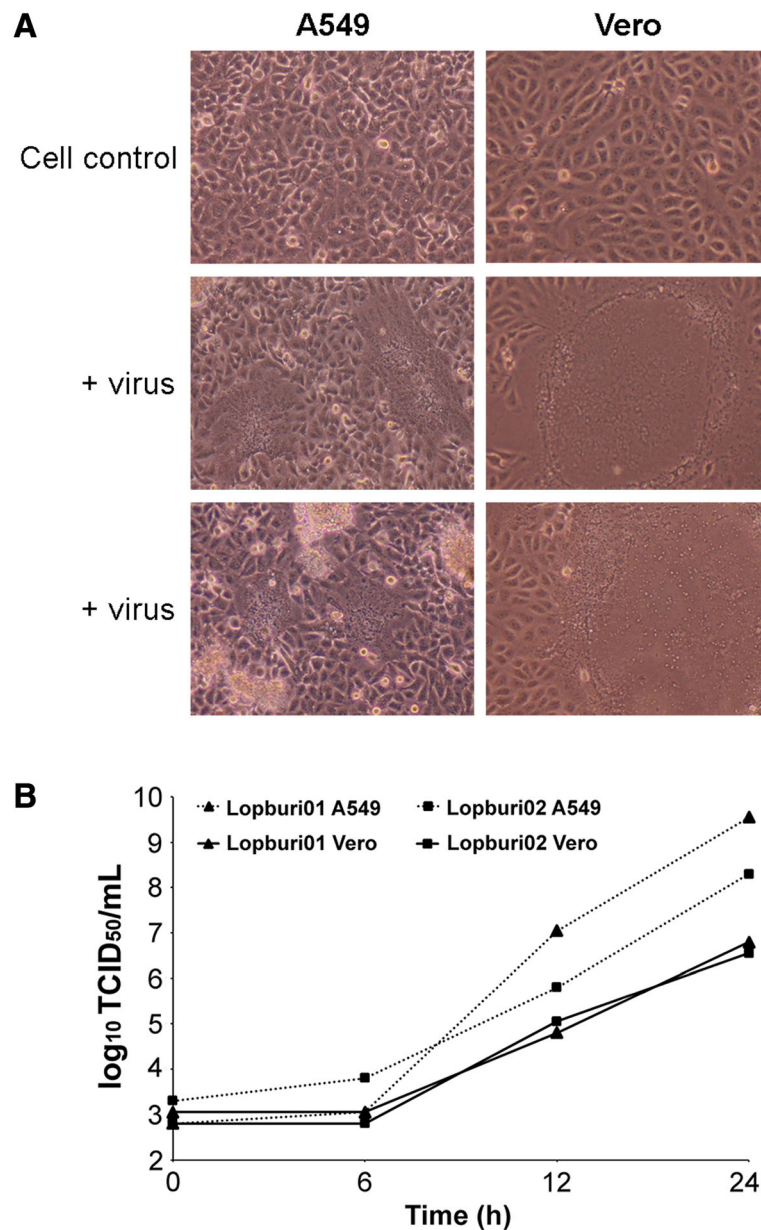 A
A549 Vero
Cell control
+ virus
+ virus
B
Lopburi01 A549 Lopburi02 A549
Lopburi01 Vero Lopburi02 Vero
log₁₀ TCID₅₀/mL
10
9
8
7
6
5
4
3
2
0 6 12 24
Time (h)